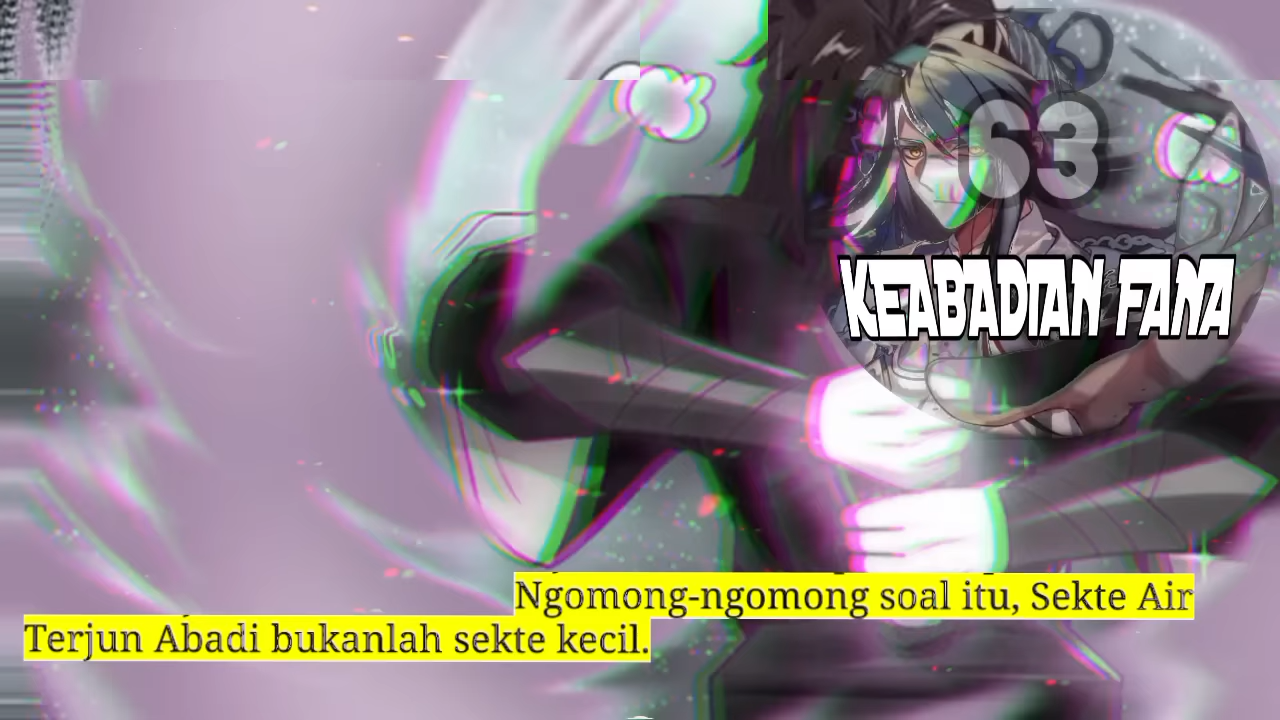 63
KEABADIAN FANA
Ngomong-ngomong soal itu, Sekte Air
Terjun Abadi bukanlah sekte kecil.